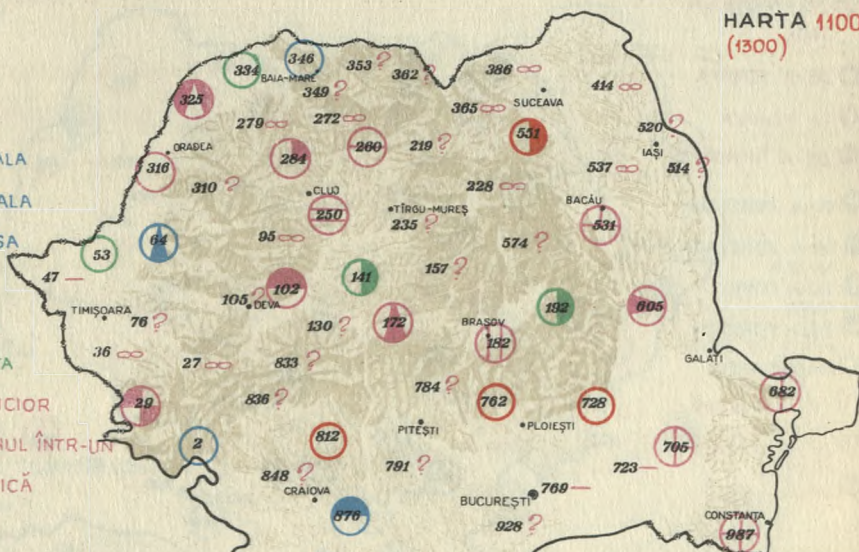 HARTA 1100
(1300)
346
334
353 ?
362 ?
386 ∞
BAIA-MARE
349 ?
414 ∞
325
365 ∞
SUCEAVA
279 ∞
272 ∞
520 ?
ORADEA
284
260
219 ?
551
IAȘI
ALA
316
310 ?
228 ∞
537 ∞
514 ?
CLUJ
ALA
250
TÎRGU-MUREȘ
235 ?
BACĂU
531
SA
64
95 ∞
574 ?
53
47 —
102
141
157 ?
105 ?
DEVA
192
605
TIMIȘOARA
76 ?
130 ?
172
BRAȘOV
182
36 ∞
27 ∞
833 ?
GALAȚI
TA
784 ?
682
29
836 ?
762
728
CIOR
PITEȘTI
PLOIEȘTI
RUL ÎNTR-UN
2
812
705
848 ?
791 ?
723 —
ICĂ
CRAIOVA
769 —
BUCUREȘTI
876
928 ?
CONSTANȚA
987